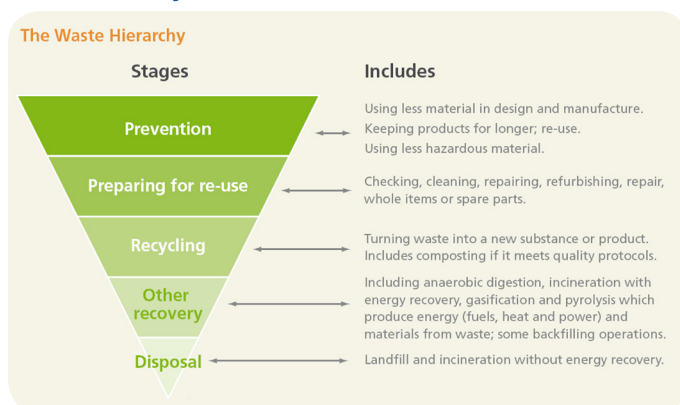 The Waste Hierarchy
Stages
Includes
Prevention
Using less material in design and manufacture.
Keeping products for longer; re-use.
Using less hazardous material.
Preparing for re-use
Checking, cleaning, repairing, refurbishing, repair,
whole items or spare parts.
Recycling
Turning waste into a new substance or product.
Includes composting if it meets quality protocols.
Other
recovery
Including anaerobic digestion, incineration with
energy recovery, gasification and pyrolysis which
produce energy (fuels, heat and power) and
materials from waste; some backfilling operations.
Disposal
Landfill and incineration without energy recovery.